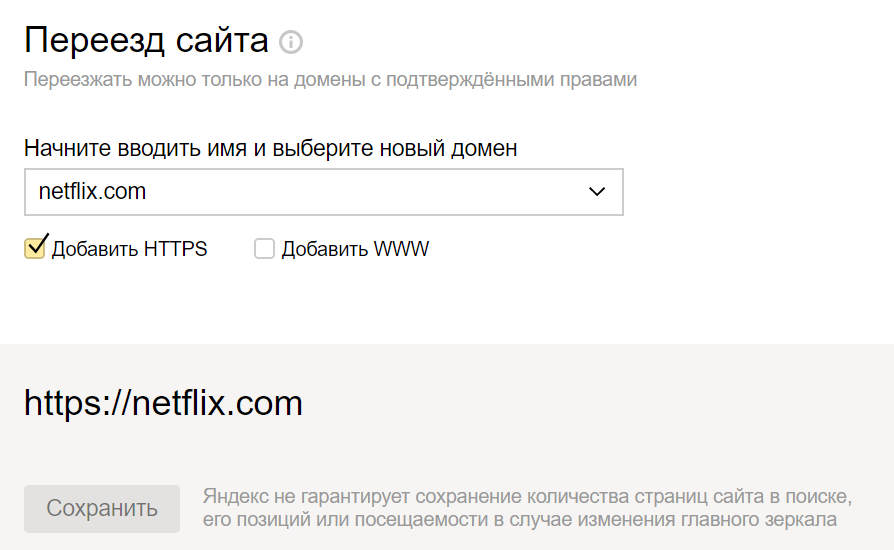 Переезд сайта
Переезжать можно только на домены с подтверждёнными правами
Начните вводить имя и выберите новый домен
netflix.com
Добавить HTTPS Добавить WWW
https://netflix.com
Сохранить
Яндекс не гарантирует сохранение количества страниц сайта в поиске,
его позиций или посещаемости в случае изменения главного зеркала